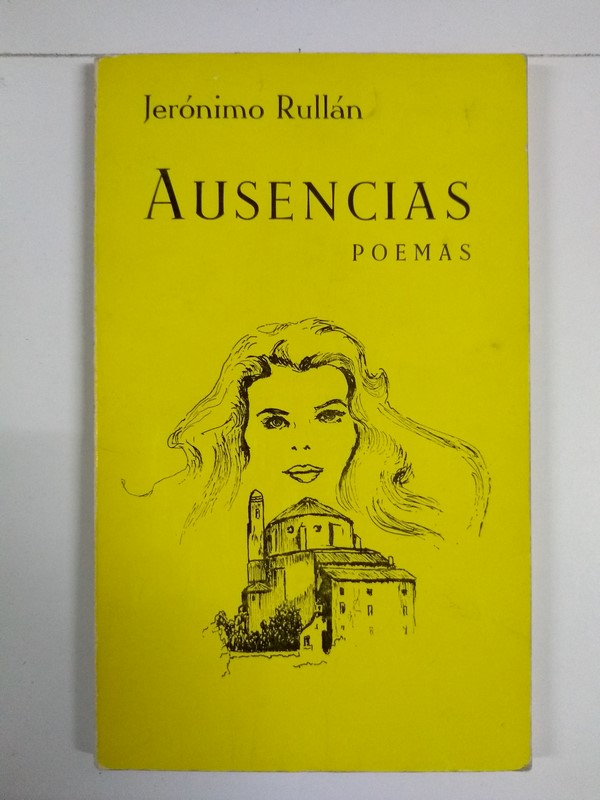 Jerónimo Rullán
AUSENCIAS
POEMAS